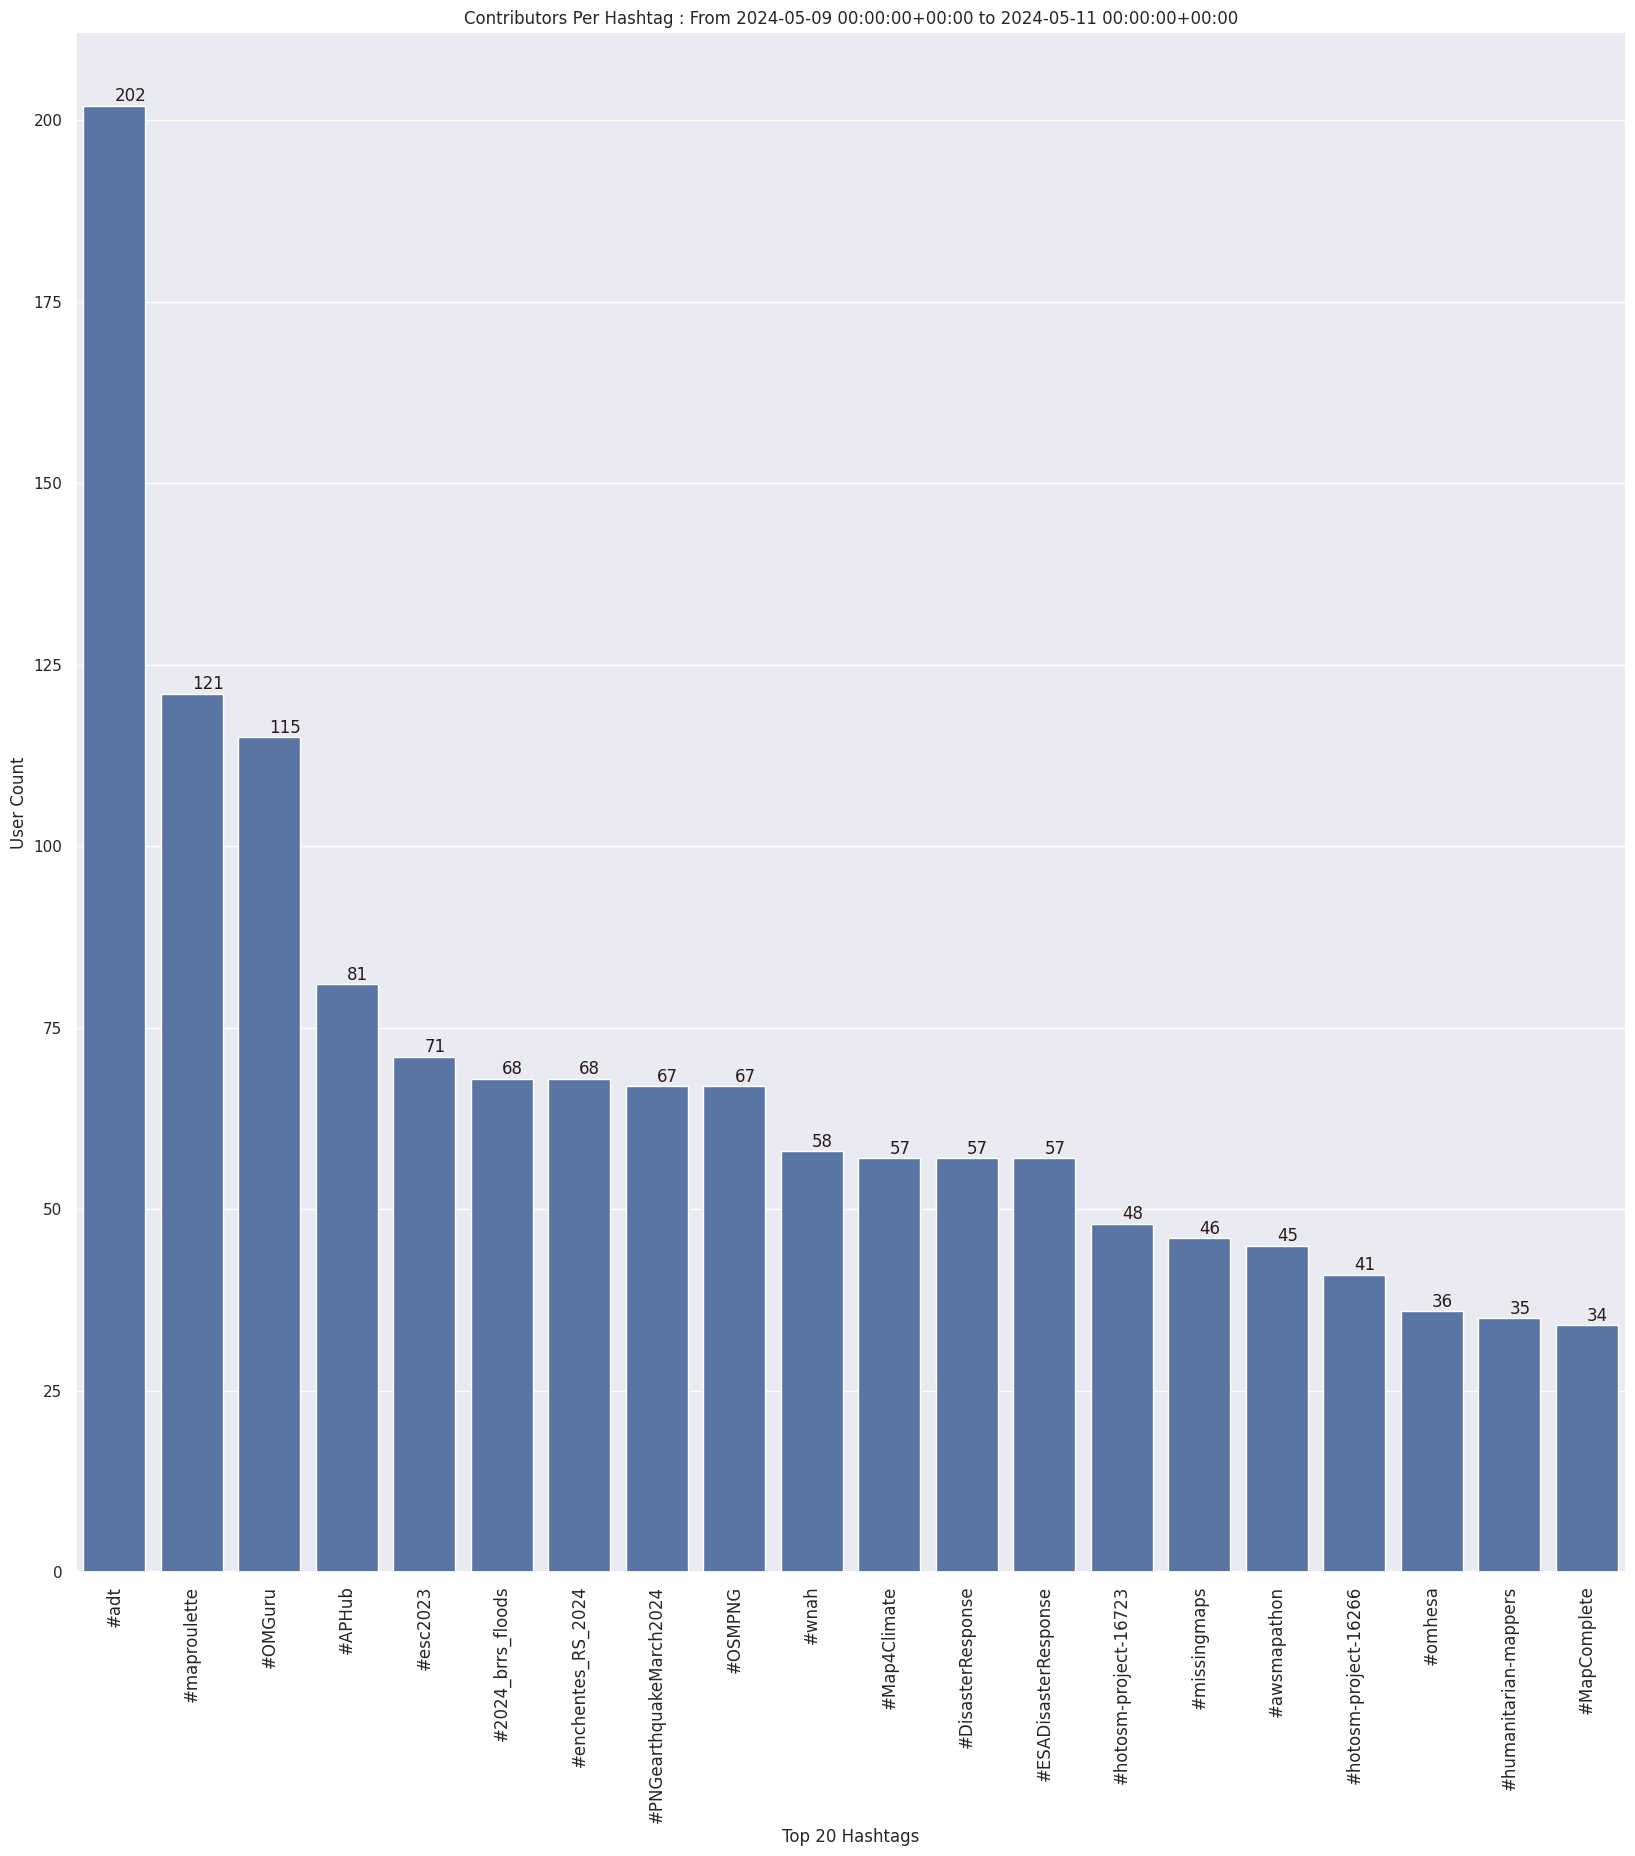 Contributors Per Hashtag : From 2024-05-09 00:00:00+00:00 to 2024-05-11 00:00:00+00:00
User Count
200
175
150
125
100
75
50
25
0
202
121
115
81
71
68
68
67
67
58
57
57
57
48
46
45
41
36
35
34
#adt
#maproulette
#OMGuru
#APHub
#esc2023
#2024_brrs_floods
#enchentes_RS_2024
#PNGearthquakeMarch2024
#OSMPNG
#wnah
#Map4Climate
#DisasterResponse
#ESADisasterResponse
#hotosm-project-16723
#missingmaps
#awsmapathon
#hotosm-project-16266
#omhesa
#humanitarian-mappers
#MapComplete
Top 20 Hashtags